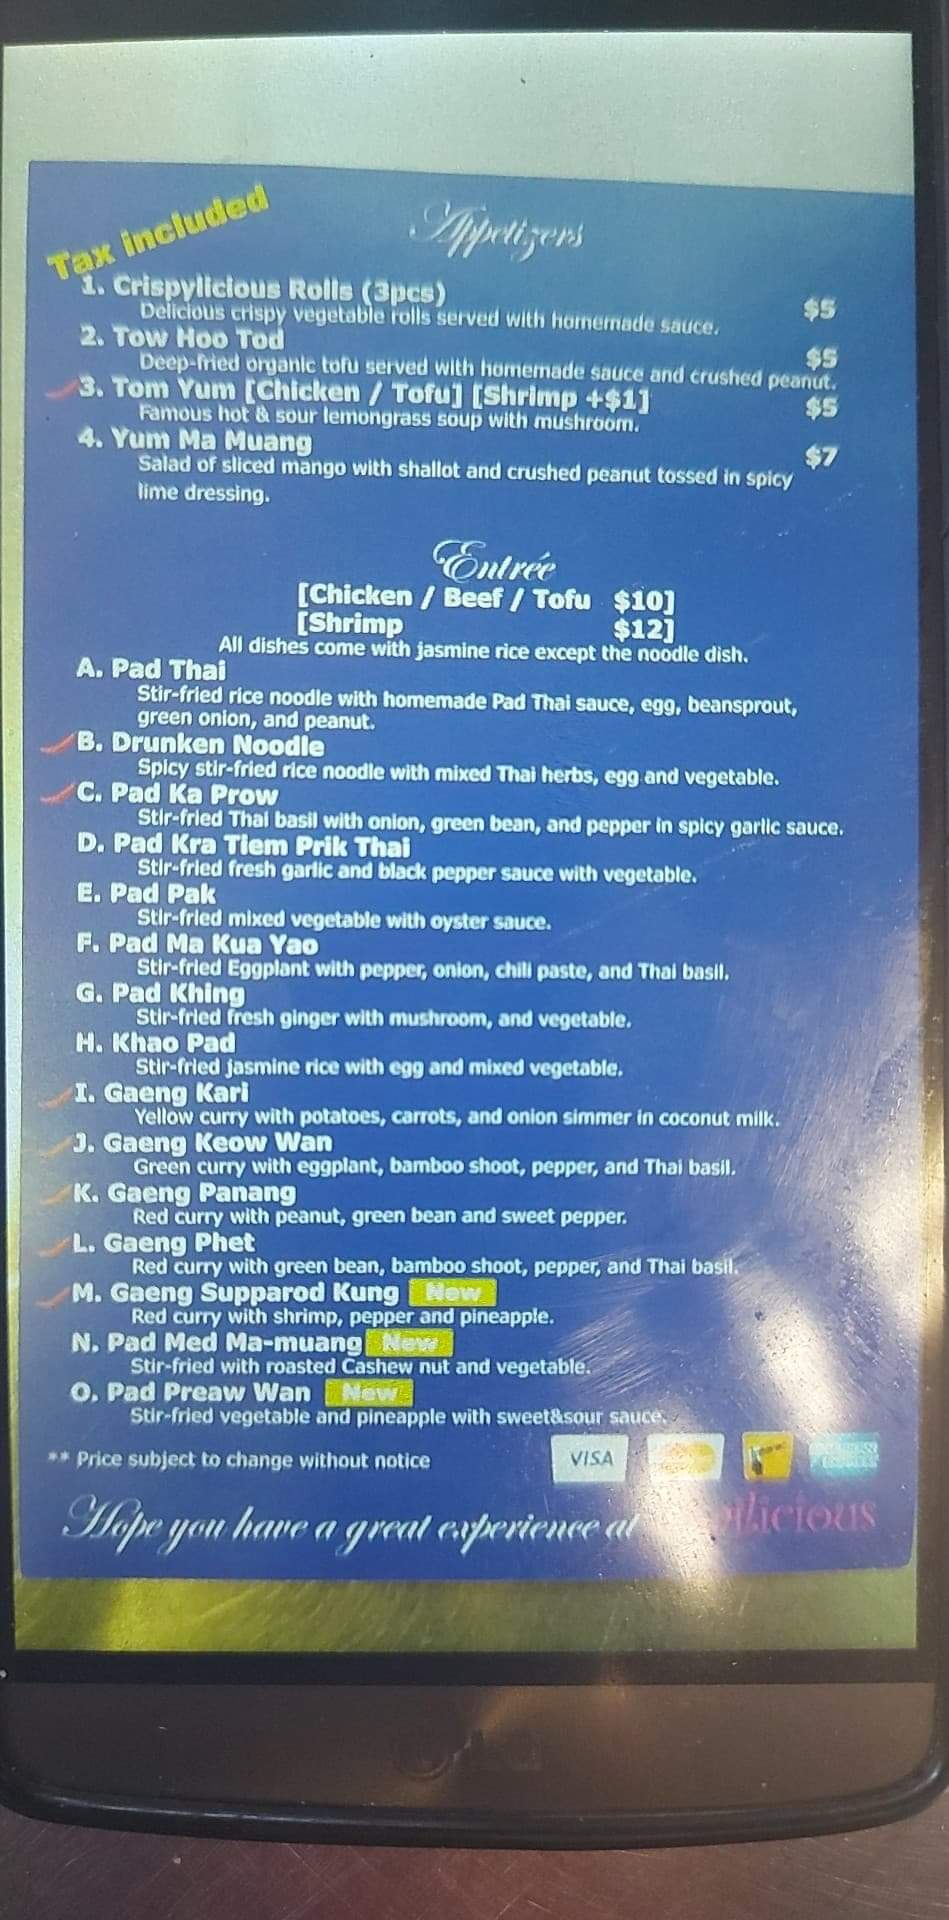 Tax included
Appetizers
1. Crispylicious Rolls (3pcs) $5
Delicious crispy vegetable rolls served with homemade sauce.
2. Tow Hoo Tod $5
Deep-fried organic tofu served with homemade sauce and crushed peanut.
3. Tom Yum [Chicken / Tofu] [Shrimp +$1] $5
Famous hot & sour lemongrass soup with mushroom.
4. Yum Ma Muang $7
Salad of sliced mango with shallot and crushed peanut tossed in spicy
lime dressing.
Entrée
[Chicken / Beef / Tofu $10]
[Shrimp $12]
All dishes come with jasmine rice except the noodle dish.
A. Pad Thai
Stir-fried rice noodle with homemade Pad Thai sauce, egg, beansprout,
green onion, and peanut.
B. Drunken Noodle
Spicy stir-fried rice noodle with mixed Thai herbs, egg and vegetable.
C. Pad Ka Prow
Stir-fried Thai basil with onion, green bean, and pepper in spicy garlic sauce.
D. Pad Kra Tiem Prik Thai
Stir-fried fresh garlic and black pepper sauce with vegetable.
E. Pad Pak
Stir-fried mixed vegetable with oyster sauce.
F. Pad Ma Kua Yao
Stir-fried Eggplant with pepper, onion, chili paste, and Thai basil.
G. Pad Khing
Stir-fried fresh ginger with mushroom, and vegetable.
H. Khao Pad
Stir-fried jasmine rice with egg and mixed vegetable.
I. Gaeng Kari
Yellow curry with potatoes, carrots, and onion simmer in coconut milk.
J. Gaeng Keow Wan
Green curry with eggplant, bamboo shoot, pepper, and Thai basil.
K. Gaeng Panang
Red curry with peanut, green bean and sweet pepper.
L. Gaeng Phet
Red curry with green bean, bamboo shoot, pepper, and Thai basil.
M. Gaeng Supparod Kung New
Red curry with shrimp, pepper and pineapple.
N. Pad Med Ma-muang New
Stir-fried with roasted Cashew nut and vegetable.
O. Pad Preaw Wan New
Stir-fried vegetable and pineapple with sweet&sour sauce.
** Price subject to change without notice VISA
Hope you have a great experience at